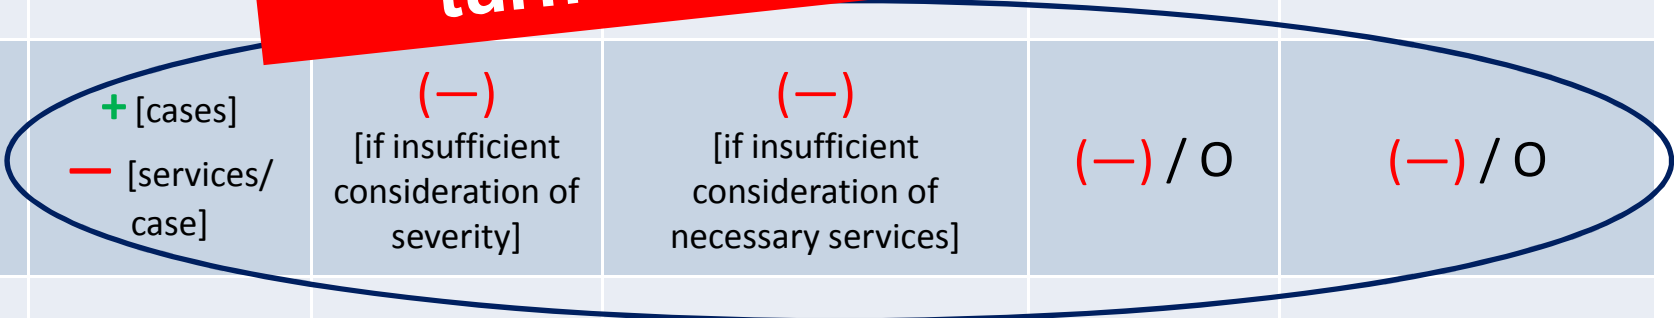 + [cases]
— [services/
case]
(—)
[if insufficient
consideration of
severity]
(—)
[if insufficient
consideration of
necessary services]
(—) / O
(—) / O